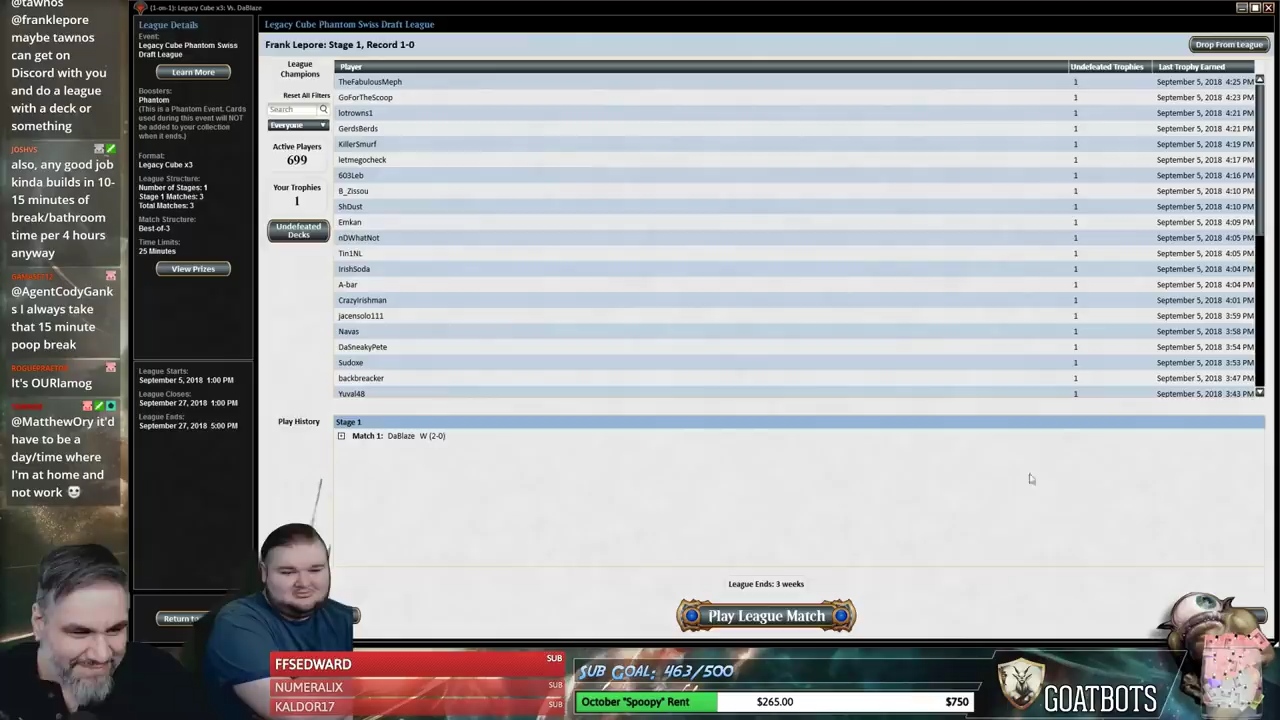 @tawnos
@franklepore
maybe tawnos
can get on
Discord with you
and do a league
with a deck or
something
JOSHVS
also, any good job
kinda builds in 10-
15 minutes of
break/bathroom
time per 4 hours
anyway
@AgentCodyGank
s I always take
that 15 minute
poop break
It's OURlamog
@MatthewOry it'd
have to be a
day/time where
I'm at home and
not work
(1-on-1): Legacy Cube x3: Vs. DaBlaze
League Details
Event:
Legacy Cube Phantom Swiss
Draft League
Learn More
Boosters:
Phantom
(This is a Phantom Event. Cards
used during this event will NOT
be added to your collection
when it ends.)
Format:
Legacy Cube x3
League Structure:
Number of Stages: 1
Stage 1 Matches: 3
Total Matches: 3
Match Structure:
Best-of-3
Time Limits:
25 Minutes
View Prizes
League Starts:
September 5, 2018 1:00 PM
League Closes:
September 27, 2018 1:00 PM
League Ends:
September 27, 2018 5:00 PM
Legacy Cube Phantom Swiss Draft League
Frank Lepore: Stage 1, Record 1-0
Drop From League
League
Champions
Reset All Filters
Search
Everyone
Active Players
699
Your Trophies
1
Undefeated
Decks
Player Undefeated Trophies Last Trophy Earned
TheFabulousMeph 1 September 5, 2018 4:25 PM
GoForTheScoop 1 September 5, 2018 4:23 PM
lotrowns1 1 September 5, 2018 4:21 PM
GerdsBerds 1 September 5, 2018 4:21 PM
KillerSmurf 1 September 5, 2018 4:19 PM
letmegocheck 1 September 5, 2018 4:17 PM
603Leb 1 September 5, 2018 4:16 PM
B_Zissou 1 September 5, 2018 4:10 PM
ShDust 1 September 5, 2018 4:10 PM
Emkan 1 September 5, 2018 4:09 PM
nDWhatNot 1 September 5, 2018 4:05 PM
Tin1NL 1 September 5, 2018 4:05 PM
IrishSoda 1 September 5, 2018 4:04 PM
A-bar 1 September 5, 2018 4:04 PM
CrazyIrishman 1 September 5, 2018 4:01 PM
jacensolo111 1 September 5, 2018 3:59 PM
Navas 1 September 5, 2018 3:58 PM
DaSneakyPete 1 September 5, 2018 3:54 PM
Sudoxe 1 September 5, 2018 3:53 PM
backbreacker 1 September 5, 2018 3:47 PM
Yuval48 1 September 5, 2018 3:43 PM
Play History
Stage 1
Match 1: DaBlaze W (2-0)
League Ends: 3 weeks
Play League Match
Return to
FFSEDWARD SUB
NUMERALIX SUB
KALDOR17 SUB
SUB GOAL: 463/500
October "Spoopy" Rent $265.00 $750
GOATBOTS